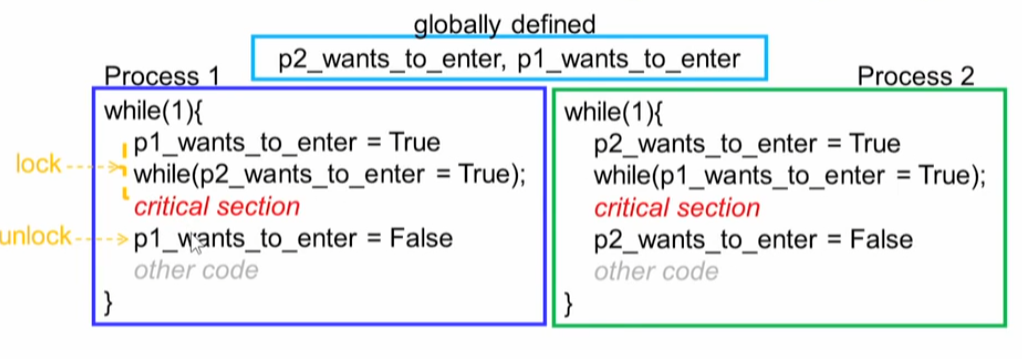 globally defined
p2_wants_to_enter, p1_wants_to_enter
Process 1
while(1){
p1_wants_to_enter = True
lock
while(p2_wants_to_enter = True);
critical section
unlock
p1_wants_to_enter = False
other code
}
Process 2
while(1){
p2_wants_to_enter = True
while(p1_wants_to_enter = True);
critical section
p2_wants_to_enter = False
other code
}